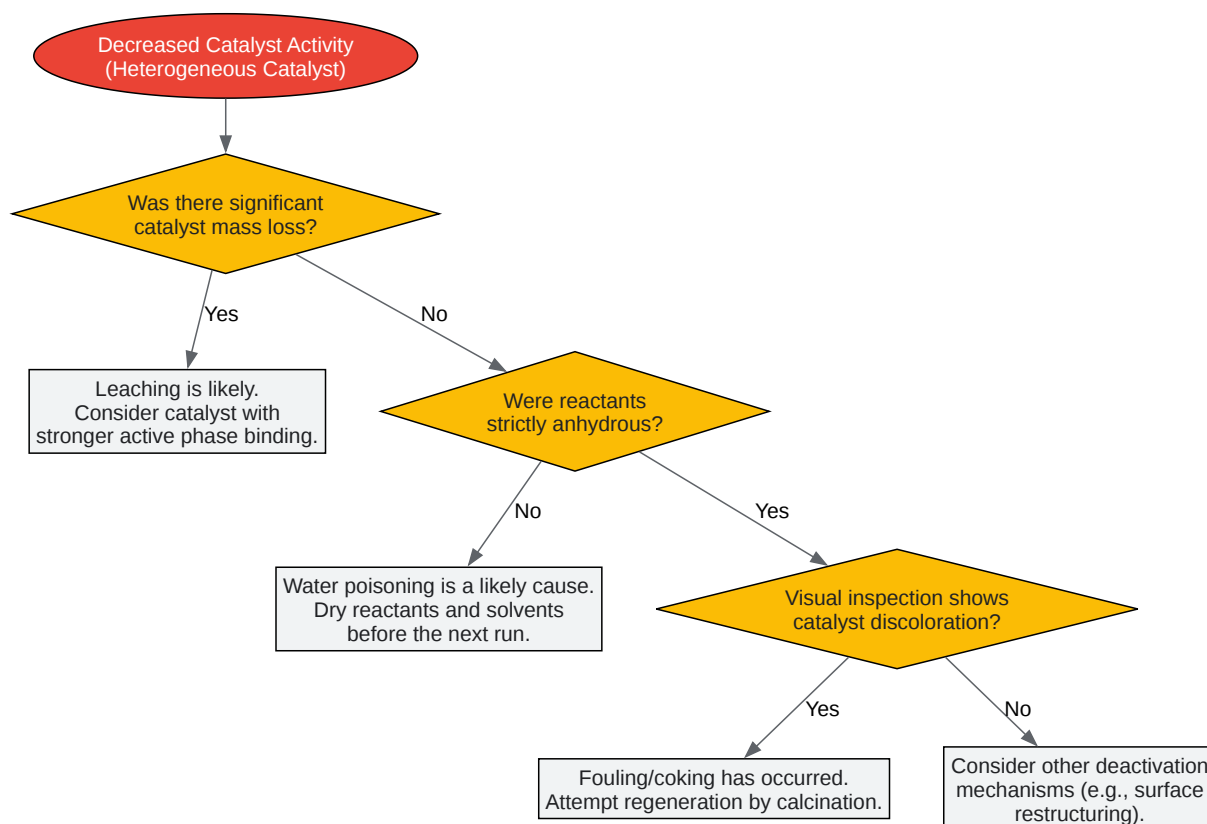 Decreased Catalyst Activity
(Heterogeneous Catalyst)
Was there significant
catalyst mass loss?
Yes
No
Leaching is likely.
Consider catalyst with
stronger active phase binding.
Were reactants
strictly anhydrous?
No
Yes
Water poisoning is a likely cause.
Dry reactants and solvents
before the next run.
Visual inspection shows
catalyst discoloration?
Yes
No
Fouling/coking has occurred.
Attempt regeneration by calcination.
Consider other deactivation
mechanisms (e.g., surface
restructuring).